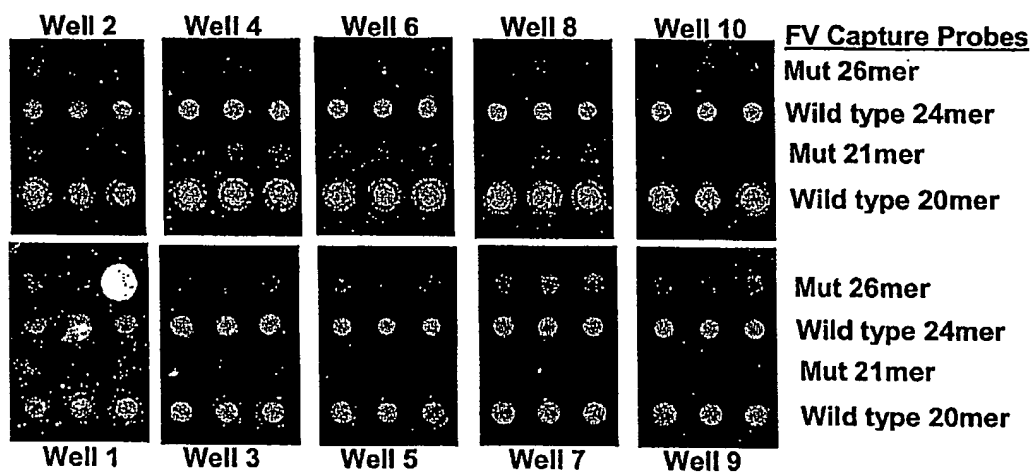 Well 2 Well 4 Well 6 Well 8 Well 10
FV Capture Probes
Mut 26mer
Wild type 24mer
Mut 21mer
Wild type 20mer
Mut 26mer
Wild type 24mer
Mut 21mer
Wild type 20mer
Well 1 Well 3 Well 5 Well 7 Well 9